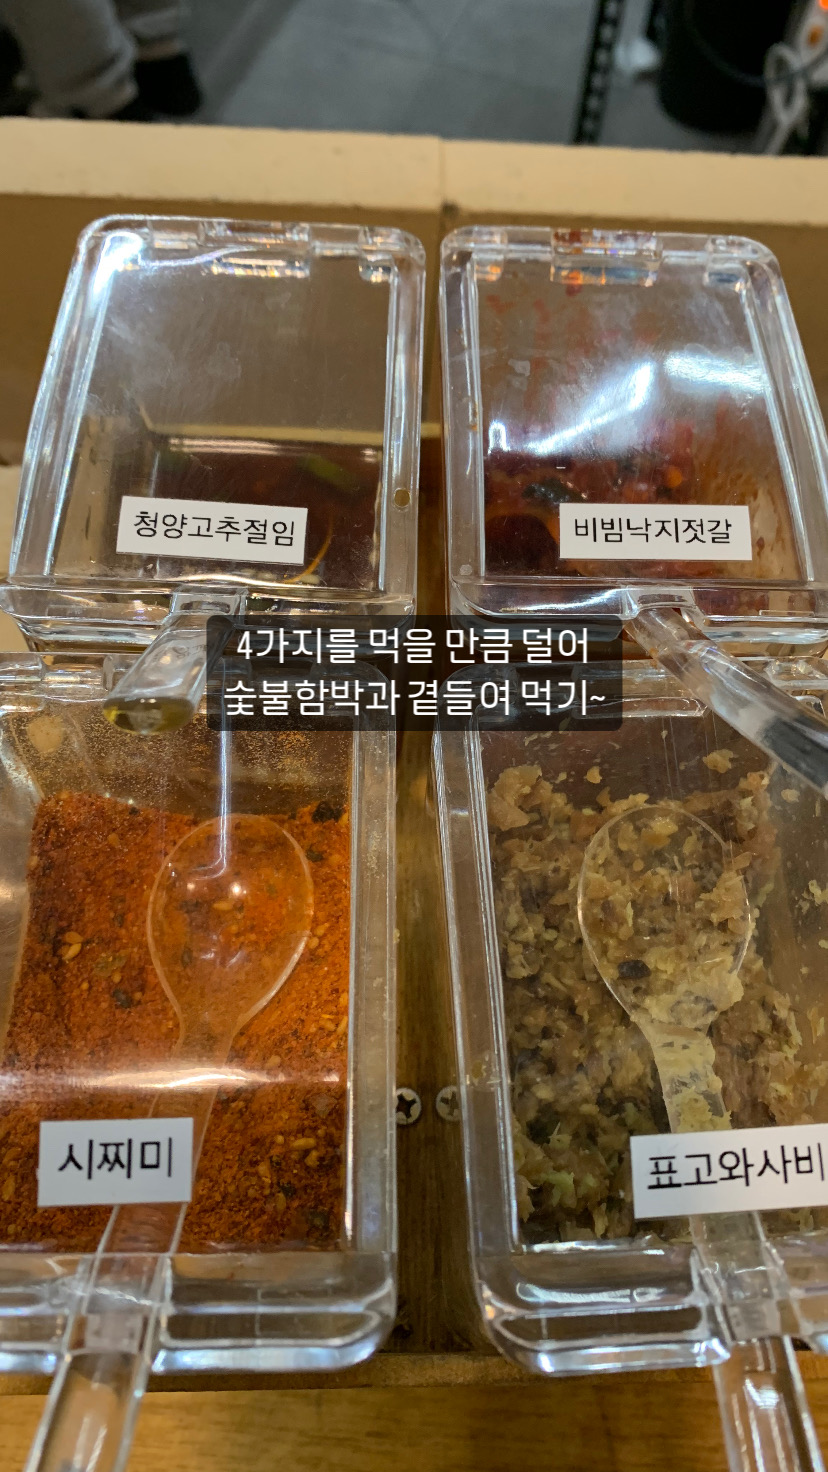 청양고추절임
비빔낙지젓갈
4가지를 먹을 만큼 덜어
숯불함박과 곁들여 먹기~
시찌미
표고와사비